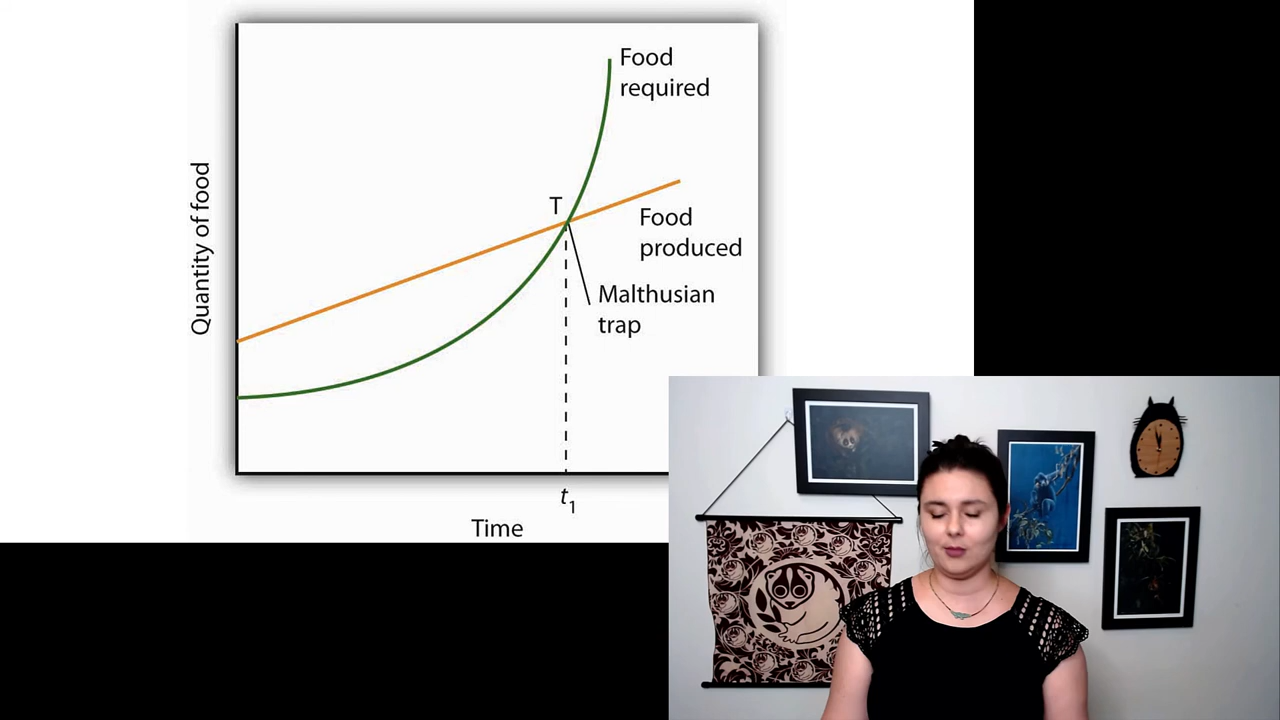 Food
required
T
Food
produced
Malthusian
trap
Quantity of food
t1
Time